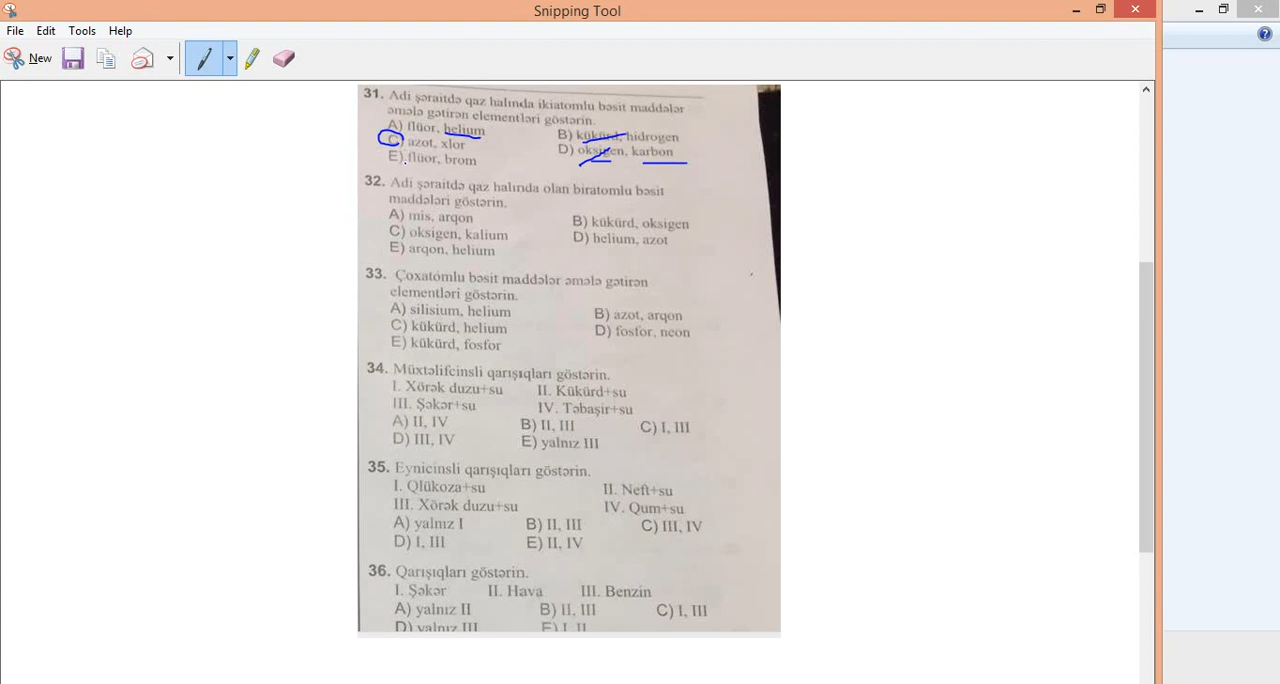 Snipping Tool
File Edit Tools Help
New
31. Adi şəraitdə qaz halında ikiatomlu bəsit maddələr
əmələ gətirən elementləri göstərin.
A) flüor, helium B) kükürd, hidrogen
C) azot, xlor D) oksigen, karbon
E) flüor, brom
32. Adi şəraitdə qaz halında olan biratomlu bəsit
maddələri göstərin.
A) mis, arqon B) kükürd, oksigen
C) oksigen, kalium D) helium, azot
E) arqon, helium
33. Çoxatomlu bəsit maddələr əmələ gətirən
elementləri göstərin.
A) silisium, helium B) azot, arqon
C) kükürd, helium D) fosfor, neon
E) kükürd, fosfor
34. Müxtəlifcinsli qarışıqları göstərin.
I. Xörək duzu+su II. Kükürd+su
III. Şəkər+su IV. Təbaşir+su
A) II, IV B) II, III C) I, III
D) III, IV E) yalnız III
35. Eynicinsli qarışıqları göstərin.
I. Qlükoza+su II. Neft+su
III. Xörək duzu+su IV. Qum+su
A) yalnız I B) II, III C) III, IV
D) I, III E) II, IV
36. Qarışıqları göstərin.
I. Şəkər II. Hava III. Benzin
A) yalnız II B) II, III C) I, III
D) yalnız III E) I, II